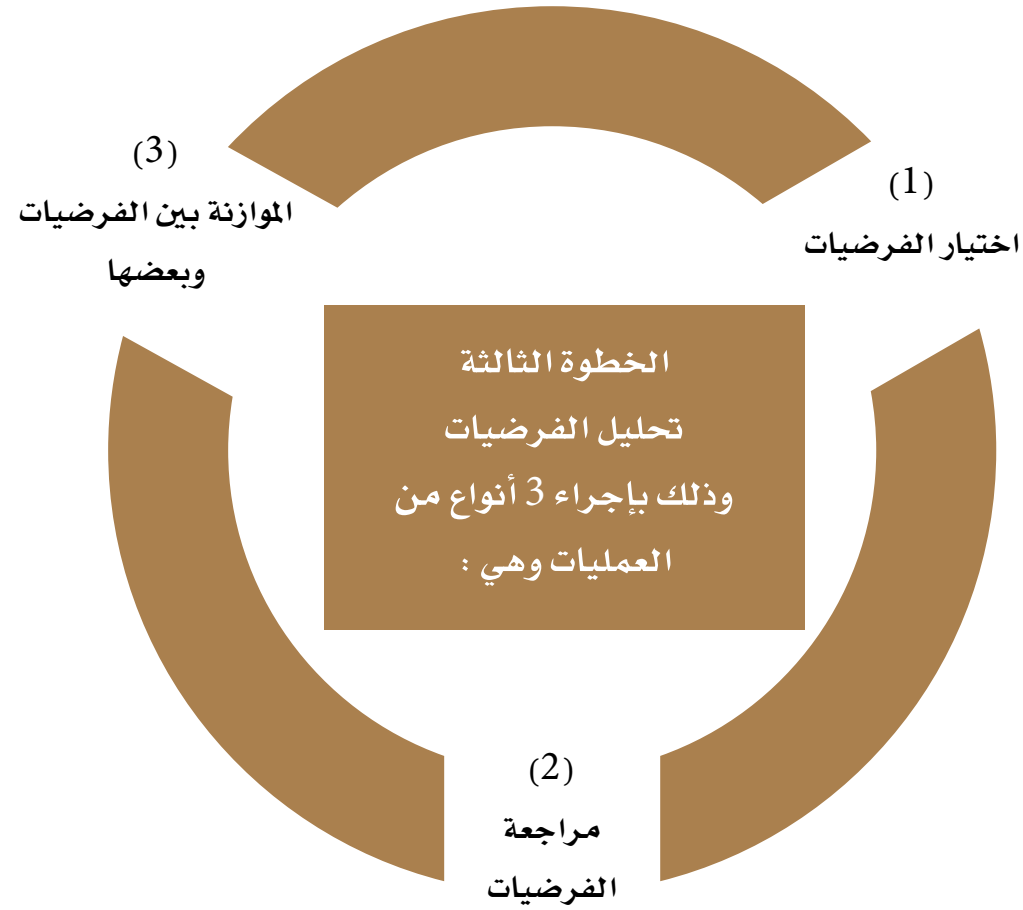 الخطوة الثالثة
تحليل الفرضيات
وذلك بإجراء 3 أنواع من
العمليات وهي :
(1)
اختيار الفرضيات
(2)
مراجعة
الفرضيات
(3)
الموازنة بين الفرضيات
وبعضها